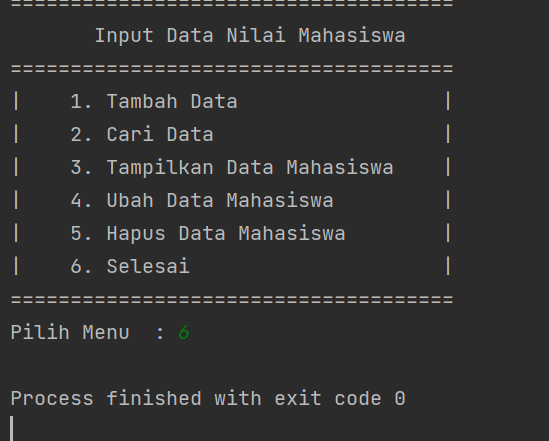 =====================================
Input Data Nilai Mahasiswa
=====================================
|    1. Tambah Data                 |
|    2. Cari Data                   |
|    3. Tampilkan Data Mahasiswa    |
|    4. Ubah Data Mahasiswa         |
|    5. Hapus Data Mahasiswa        |
|    6. Selesai                     |
=====================================
Pilih Menu  : 6
Process finished with exit code 0